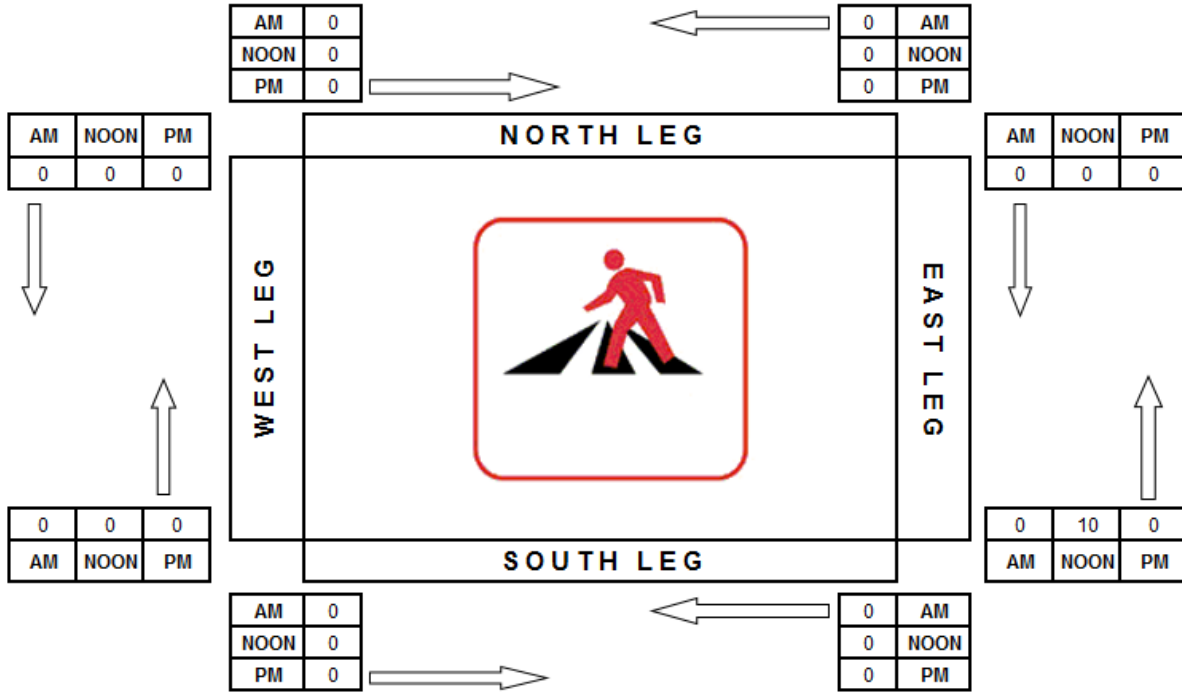 AM 0
NOON 0
PM 0
0 AM
0 NOON
0 PM
AM NOON PM
0 0 0
NORTH LEG
AM NOON PM
0 0 0
WEST LEG
EAST LEG
0 0 0
AM NOON PM
SOUTH LEG
0 10 0
AM NOON PM
AM 0
NOON 0
PM 0
0 AM
0 NOON
0 PM